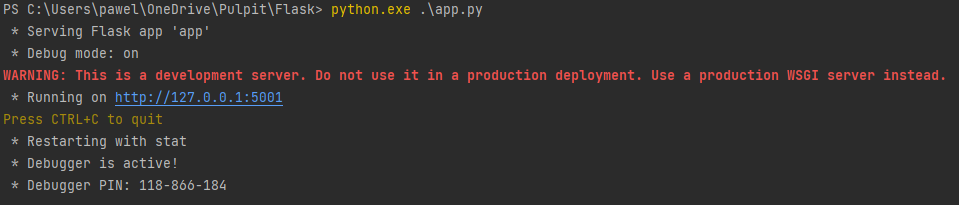 PS C:\Users\pawel\OneDrive\Pulpit\Flask> python.exe .\app.py
* Serving Flask app 'app'
* Debug mode: on
WARNING: This is a development server. Do not use it in a production deployment. Use a production WSGI server instead.
* Running on http://127.0.0.1:5001
Press CTRL+C to quit
* Restarting with stat
* Debugger is active!
* Debugger PIN: 118-866-184